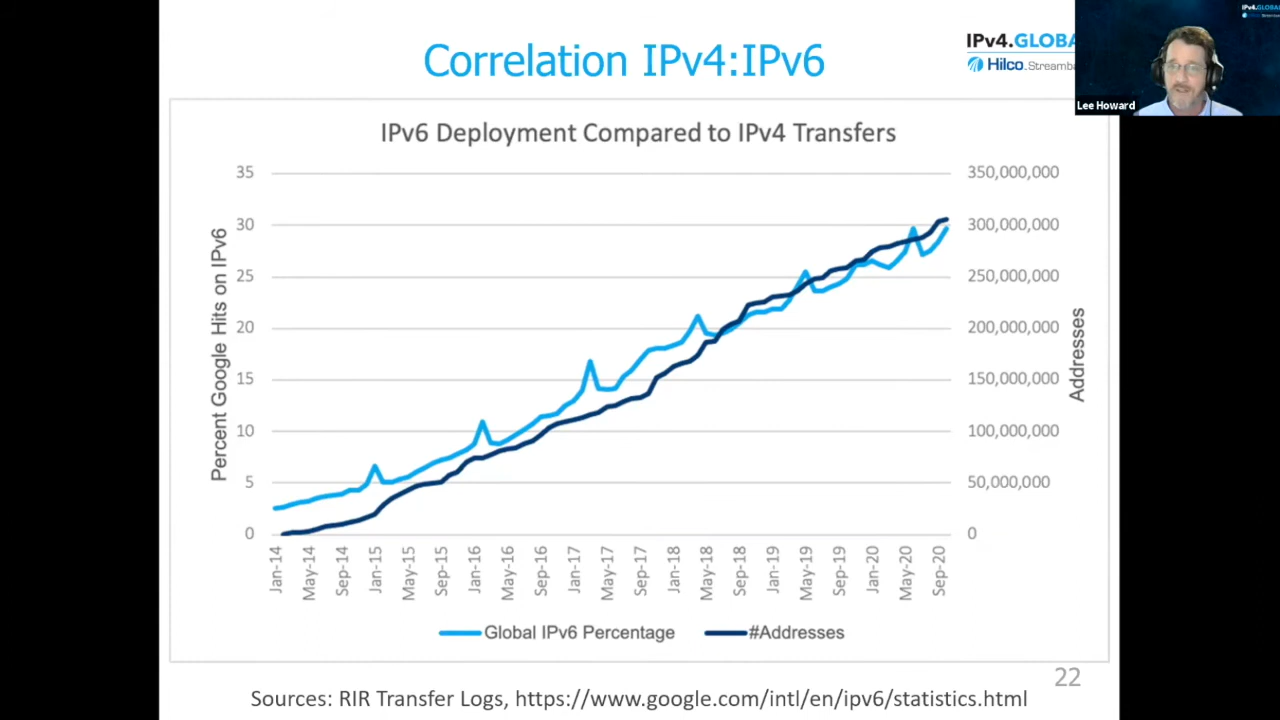 Correlation IPv4:IPv6
IPv4.GLOBA
Hilco. Streamba
IPv4.GLOBA
Hilco
Lee Howard
IPv6 Deployment Compared to IPv4 Transfers
Percent Google Hits on IPv6
35
30
25
20
15
10
5
0
350,000,000
300,000,000
250,000,000
200,000,000
150,000,000
100,000,000
50,000,000
0
Addresses
Jan-14
May-14
Sep-14
Jan-15
May-15
Sep-15
Jan-16
May-16
Sep-16
Jan-17
May-17
Sep-17
Jan-18
May-18
Sep-18
Jan-19
May-19
Sep-19
Jan-20
May-20
Sep-20
Global IPv6 Percentage
#Addresses
22
Sources: RIR Transfer Logs, https://www.google.com/intl/en/ipv6/statistics.html